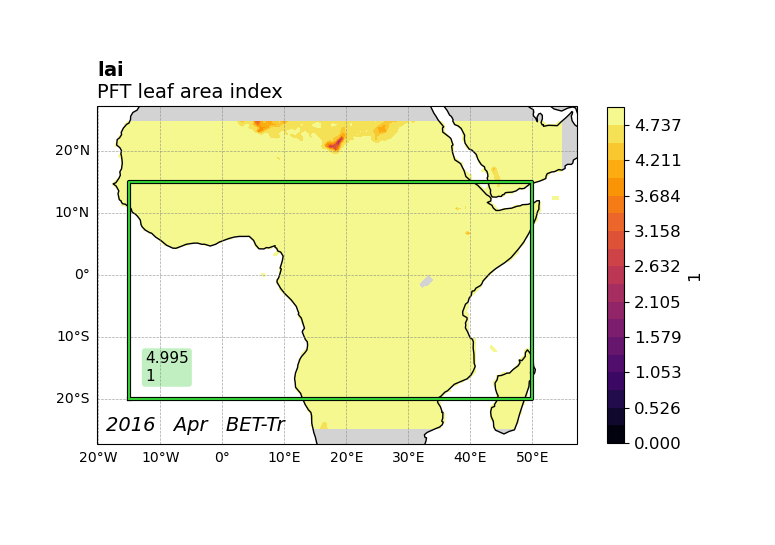 lai
PFT leaf area index
20°N
10°N
0°
10°S
20°S
20°W
10°W
0°
10°E
20°E
30°E
40°E
50°E
4.995
1
2016 Apr BET-Tr
4.737
4.211
3.684
3.158
2.632
2.105
1.579
1.053
0.526
0.000
1